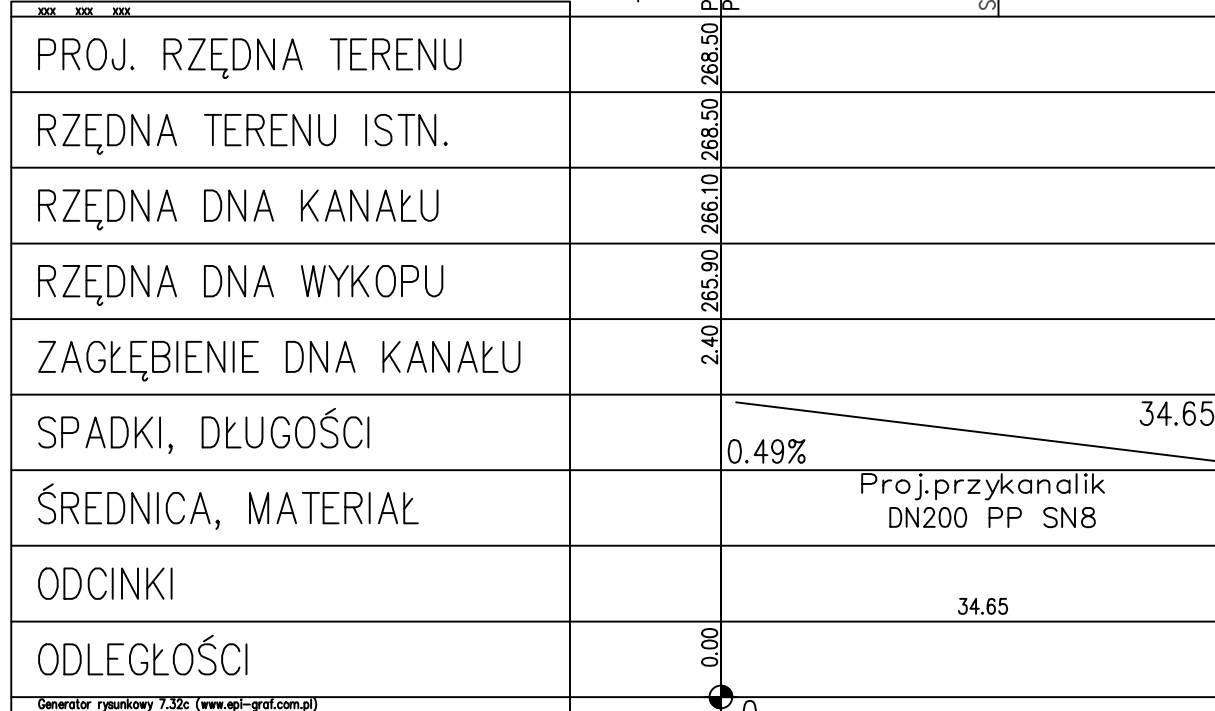 xxx xxx xxx
PROJ. RZĘDNA TERENU 268.50
RZĘDNA TERENU ISTN. 268.50
RZĘDNA DNA KANAŁU 266.10
RZĘDNA DNA WYKOPU 265.90
ZAGŁĘBIENIE DNA KANAŁU 2.40
SPADKI, DŁUGOŚCI 0.49% 34.65
ŚREDNICA, MATERIAŁ
Proj.przykanalik
DN200 PP SN8
ODCINKI 34.65
ODLEGŁOŚCI 0.00
Generator rysunkowy 7.32c (www.epi-graf.com.pl)